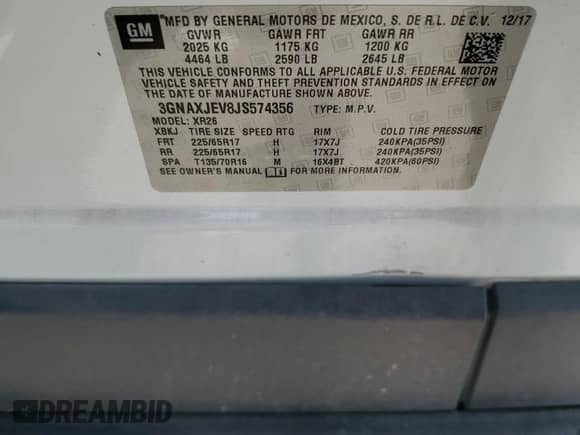 GM
*MFD BY GENERAL MOTORS DE MEXICO, S. DE R.L. DE C.V. 12/17
GVWR GAWR FRT GAWR RR
2025 KG 1175 KG 1200 KG
4464 LB 2590 LB 2645 LB
THIS VEHICLE CONFORMS TO ALL APPLICABLE U.S. FEDERAL MOTOR
VEHICLE SAFETY AND THEFT PREVENTION STANDARDS IN EFFECT ON
THE DATE OF MANUFACTURE SHOWN ABOVE.
3GNAXJEV8JS574356 TYPE: M.P.V.
MODEL: XR26
XBKJ TIRE SIZE SPEED RTG RIM COLD TIRE PRESSURE
FRT 225/65R17 H 17X7J 240KPA(35PSI)
RR 225/65R17 H 17X7J 240KPA(35PSI)
SPA T135/70R16 M 16X4BT 420KPA(60PSI)
SEE OWNER'S MANUAL FOR MORE INFORMATION.
DREAMBID